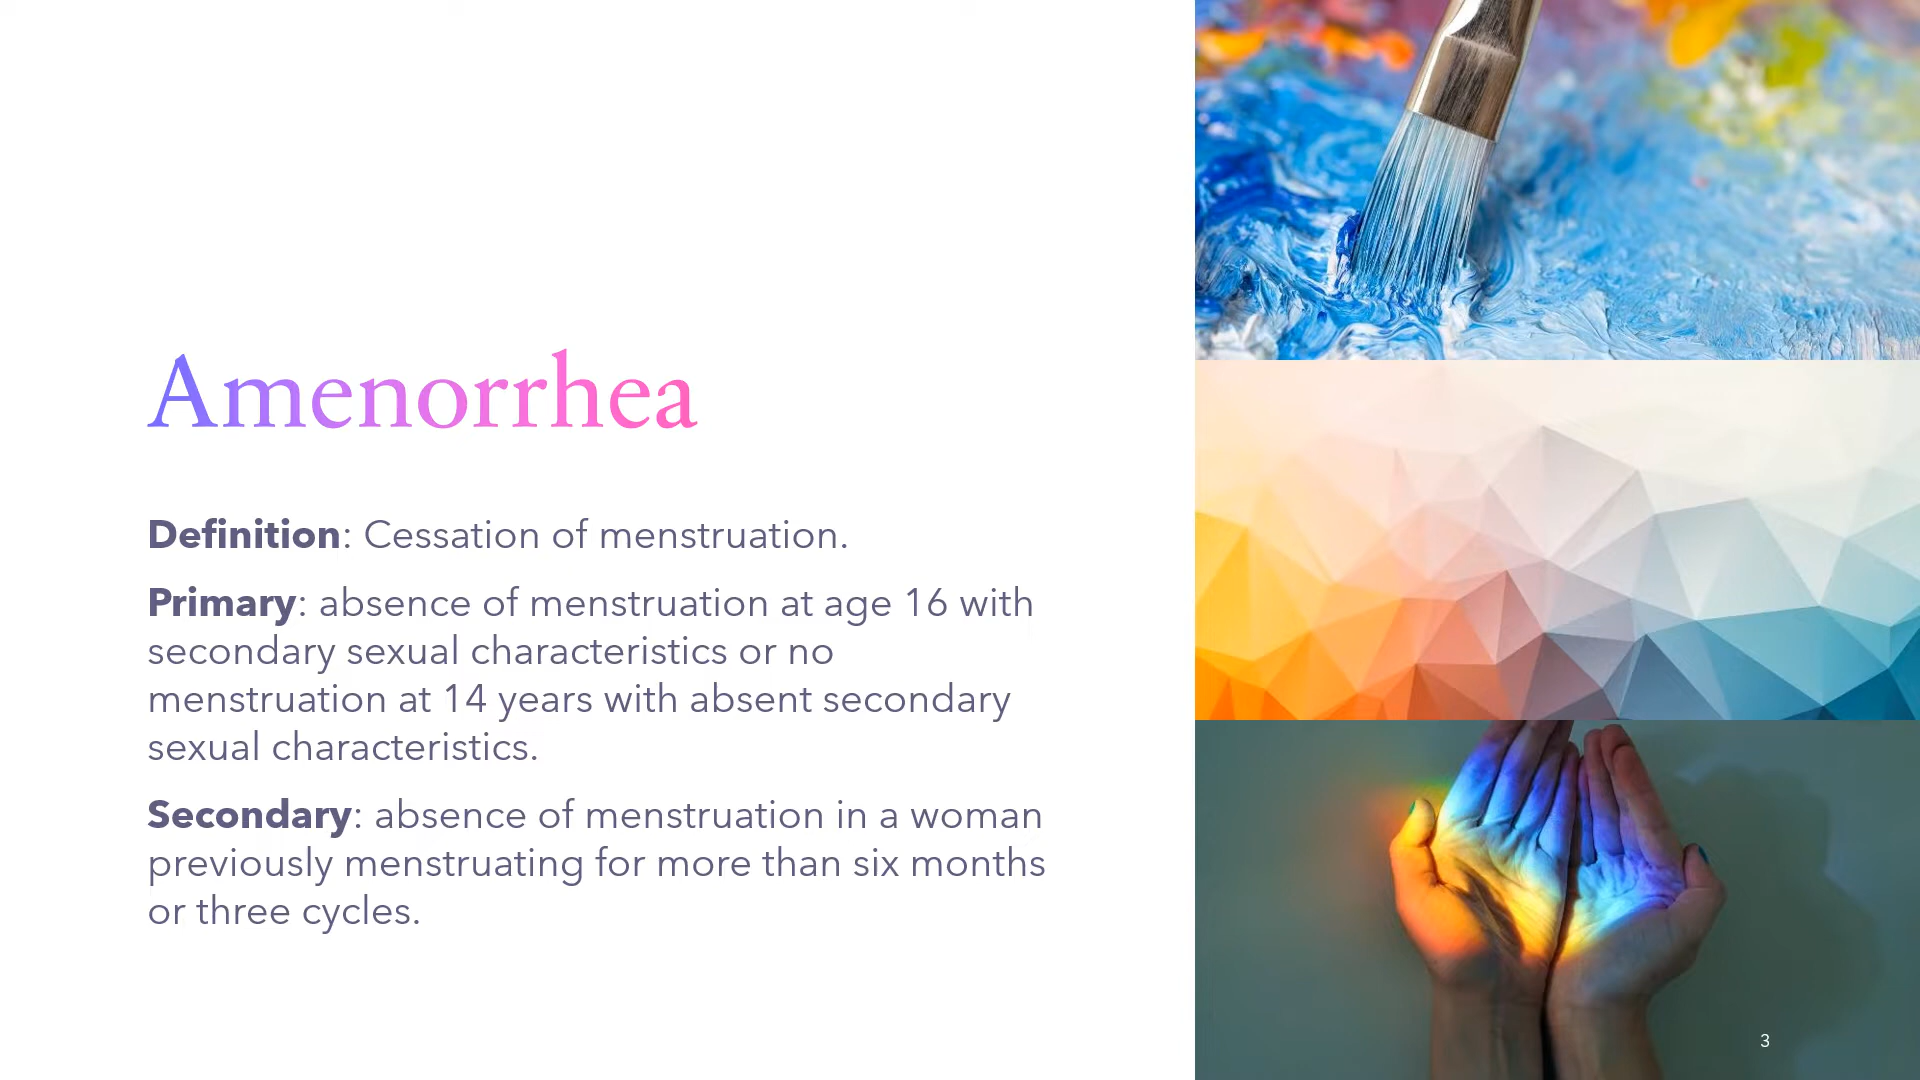 Amenorrhea
Definition: Cessation of menstruation.
Primary: absence of menstruation at age 16 with
secondary sexual characteristics or no
menstruation at 14 years with absent secondary
sexual characteristics.
Secondary: absence of menstruation in a woman
previously menstruating for more than six months
or three cycles.
3